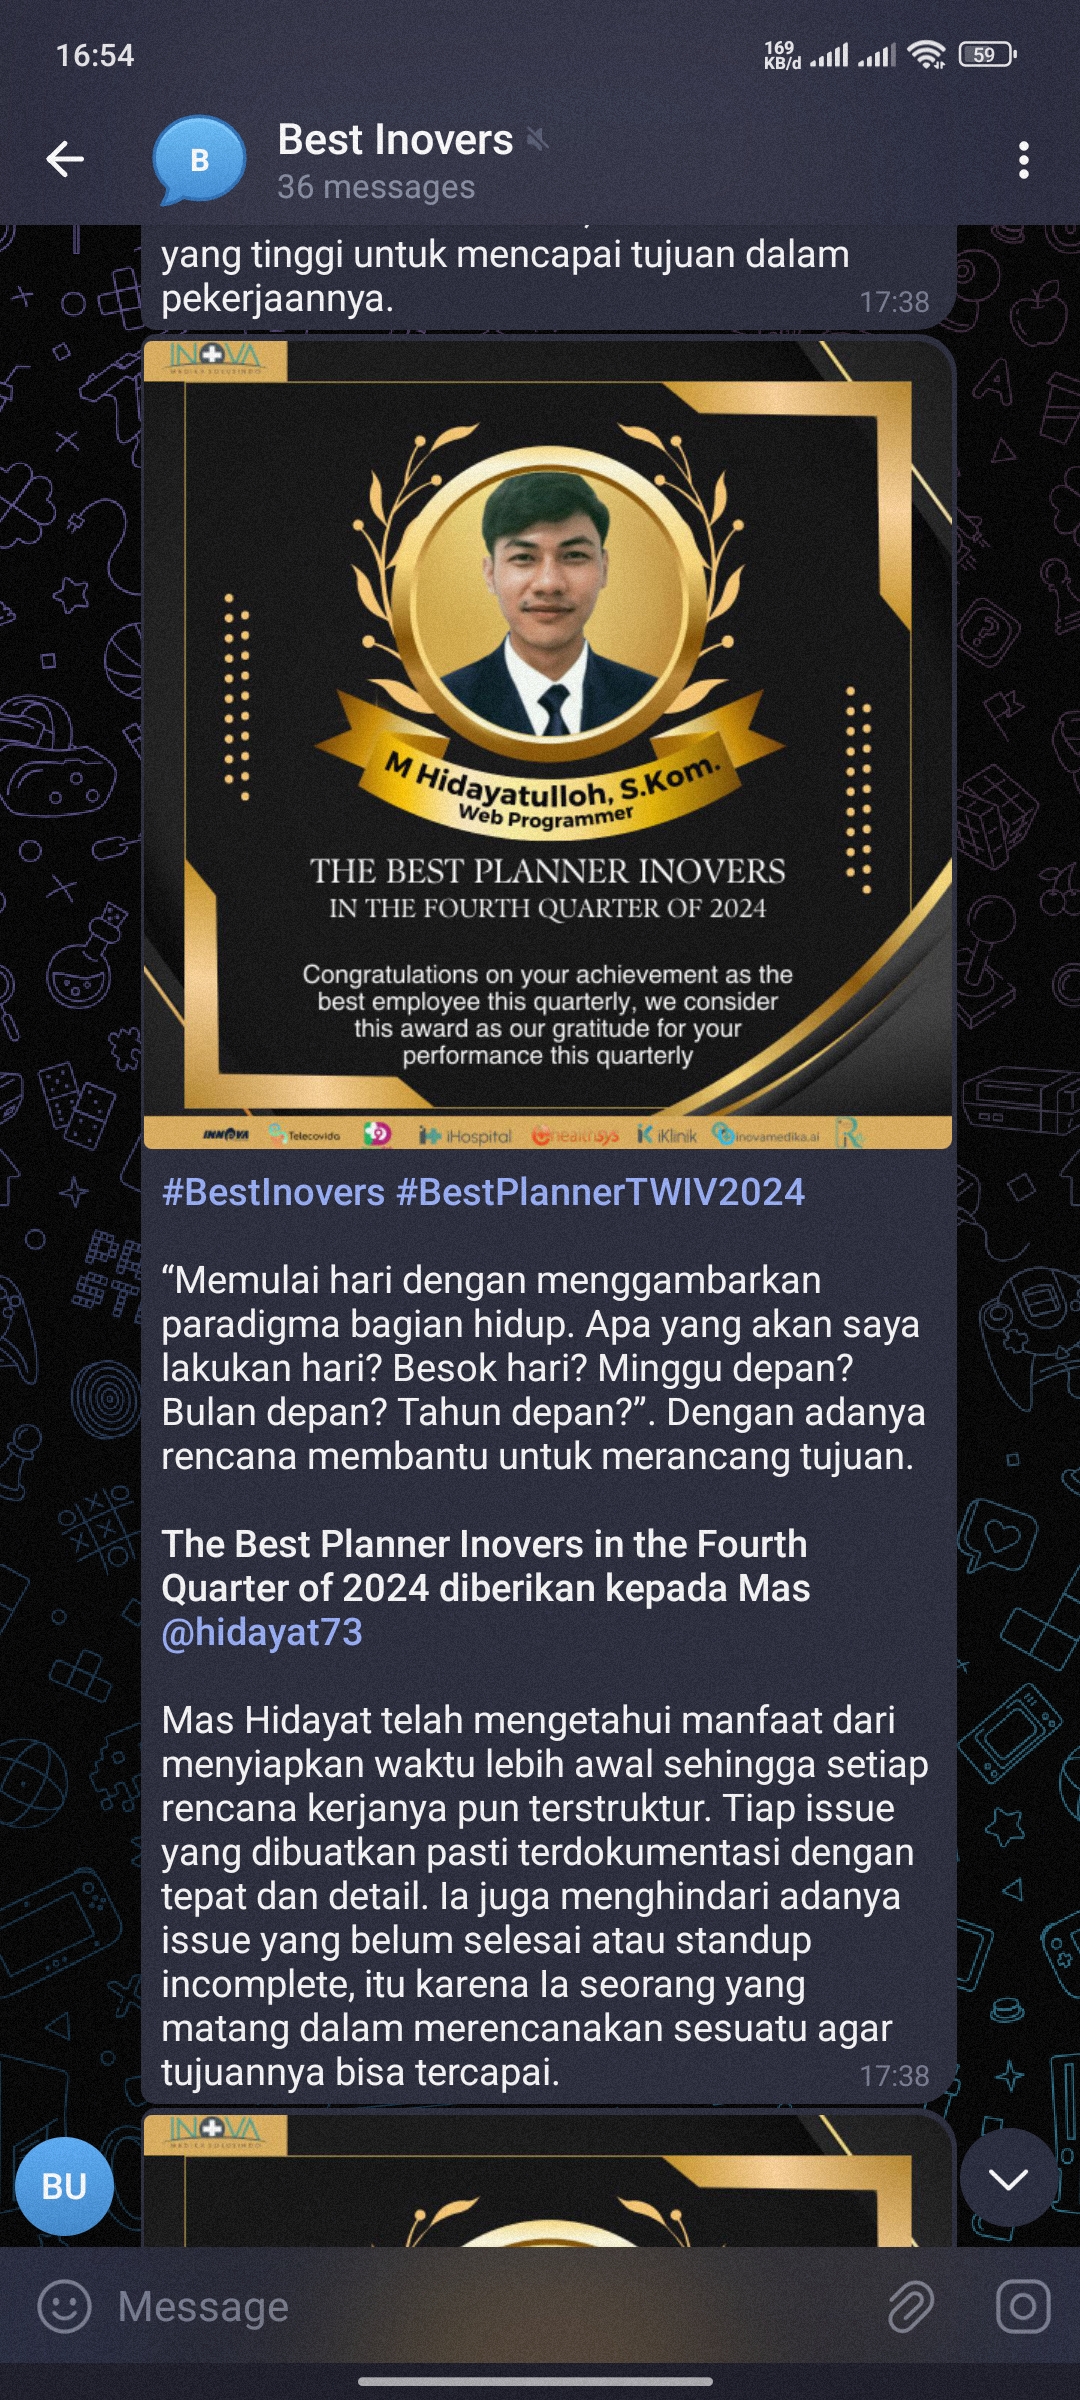 16:54
169
KB/d
59
B
Best Inovers
36 messages
yang tinggi untuk mencapai tujuan dalam
pekerjaannya.
17:38
INOVA
MEDIKA SOLUSINDO
M Hidayatulloh, S.Kom.
Web Programmer
THE BEST PLANNER INOVERS
IN THE FOURTH QUARTER OF 2024
Congratulations on your achievement as the
best employee this quarterly, we consider
this award as our gratitude for your
performance this quarterly
INNOVA
Telecovido
iHospital
healthsys
iKlinik
inovamedika.ai
#BestInovers #BestPlannerTWIV2024
“Memulai hari dengan menggambarkan
paradigma bagian hidup. Apa yang akan saya
lakukan hari? Besok hari? Minggu depan?
Bulan depan? Tahun depan?”. Dengan adanya
rencana membantu untuk merancang tujuan.
The Best Planner Inovers in the Fourth
Quarter of 2024 diberikan kepada Mas
@hidayat73
Mas Hidayat telah mengetahui manfaat dari
menyiapkan waktu lebih awal sehingga setiap
rencana kerjanya pun terstruktur. Tiap issue
yang dibuatkan pasti terdokumentasi dengan
tepat dan detail. Ia juga menghindari adanya
issue yang belum selesai atau standup
incomplete, itu karena Ia seorang yang
matang dalam merencanakan sesuatu agar
tujuannya bisa tercapai.
17:38
INOVA
MEDIKA SOLUSINDO
BU
Message